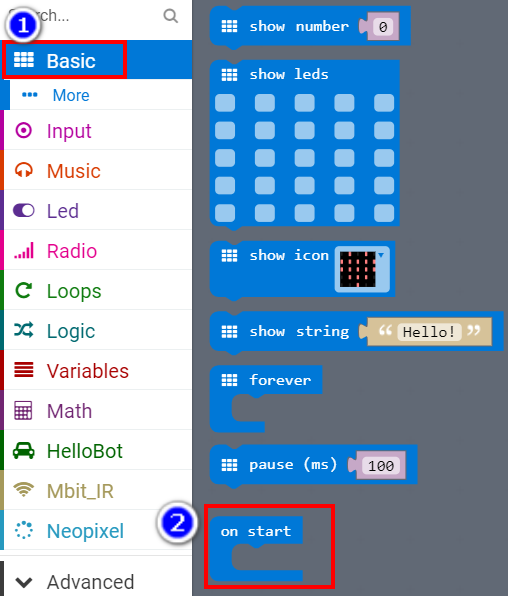 Search...
1
Basic
More
Input
Music
Led
Radio
Loops
Logic
Variables
Math
HelloBot
Mbit_IR
Neopixel
Advanced
show number 0
show leds
show icon
show string “ Hello! ”
forever
pause (ms) 100
2
on start